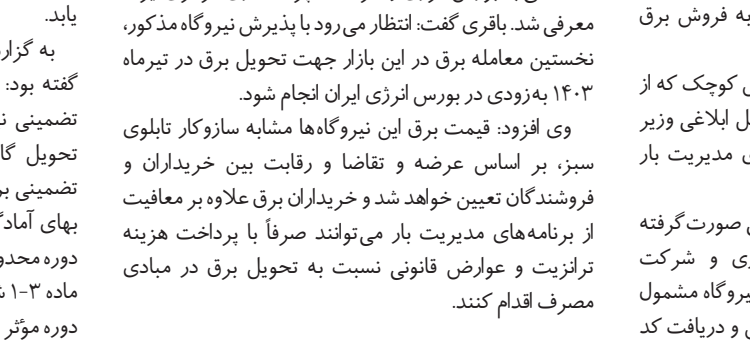 به فروش برق
کوچک که از
ابلاغی وزیر
مدیریت بار
صورت‌گرفته
و شرکت
مشمول
و دریافت کد
معرفی شد. باقری گفت: انتظار می‌رود با پذیرش نیروگاه مذکور،
نخستین معامله برق در این بازار جهت تحویل برق در تیرماه
۱۴۰۳ به‌زودی در بورس انرژی ایران انجام شود.
وی افزود: قیمت برق این نیروگاه‌ها مشابه سازوکار تابلوی
سبز، بر اساس عرضه و تقاضا و رقابت بین خریداران و
فروشندگان تعیین خواهد شد و خریداران برق علاوه بر معافیت
از برنامه‌های مدیریت بار می‌توانند صرفاً با پرداخت هزینه
ترانزیت و عوارض قانونی نسبت به تحویل برق در مبادی
مصرف اقدام کنند.
یابد.
به
گفته بود:
تضمینی
تحویل
تضمینی
بهای
دوره
ماده ۳-۱
دوره مؤثر